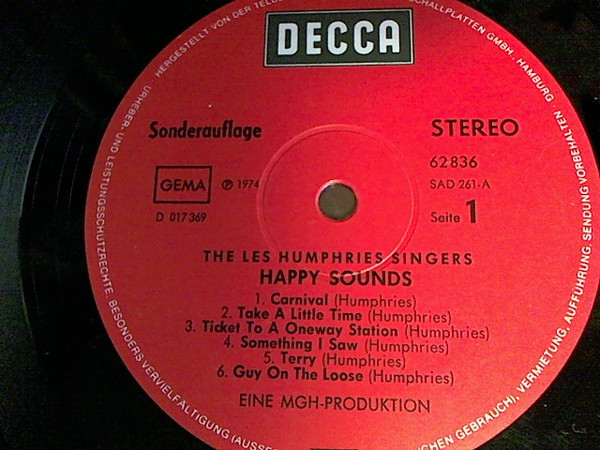 DECCA
HERGESTELLT VON DER TELDEC
SCHALLPLATTEN GMBH · HAMBURG ·
URHEBER- UND LEISTUNGSSCHUTZRECHTE, BESONDERS VERVIELFÄLTIGUNG (AUSSER
CHEN GEBRAUCH), VERMIETUNG, AUFFÜHRUNG, SENDUNG VORBEHALTEN
Sonderauflage
STEREO
GEMA
℗ 1974
D 017 369
62 836
SAD 261-A
Seite 1
THE LES HUMPHRIES SINGERS
HAPPY SOUNDS
1. Carnival (Humphries)
2. Take A Little Time (Humphries)
3. Ticket To A Oneway Station (Humphries)
4. Something I Saw (Humphries)
5. Terry (Humphries)
6. Guy On The Loose (Humphries)
EINE MGH-PRODUKTION